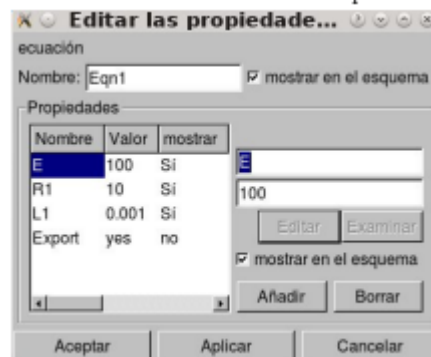 Editar las propiedade...
ecuación
Nombre: Eqn1 mostrar en el esquema
Propiedades
Nombre Valor mostrar
E 100 Sí
R1 10 Sí
L1 0.001 Sí
Export yes no
E
100
Editar Examinar
mostrar en el esquema
Añadir Borrar
Aceptar Aplicar Cancelar